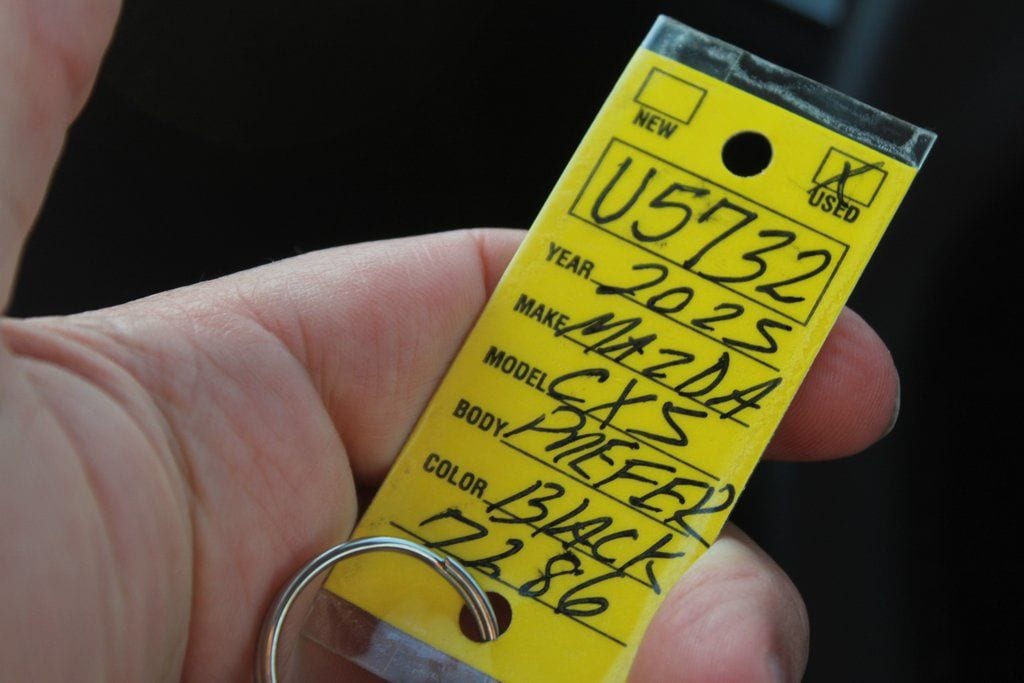 NEW
USED
U5732
YEAR 2025
MAKE MAZDA
MODEL CX5
BODY PREFER
COLOR BLACK
7286